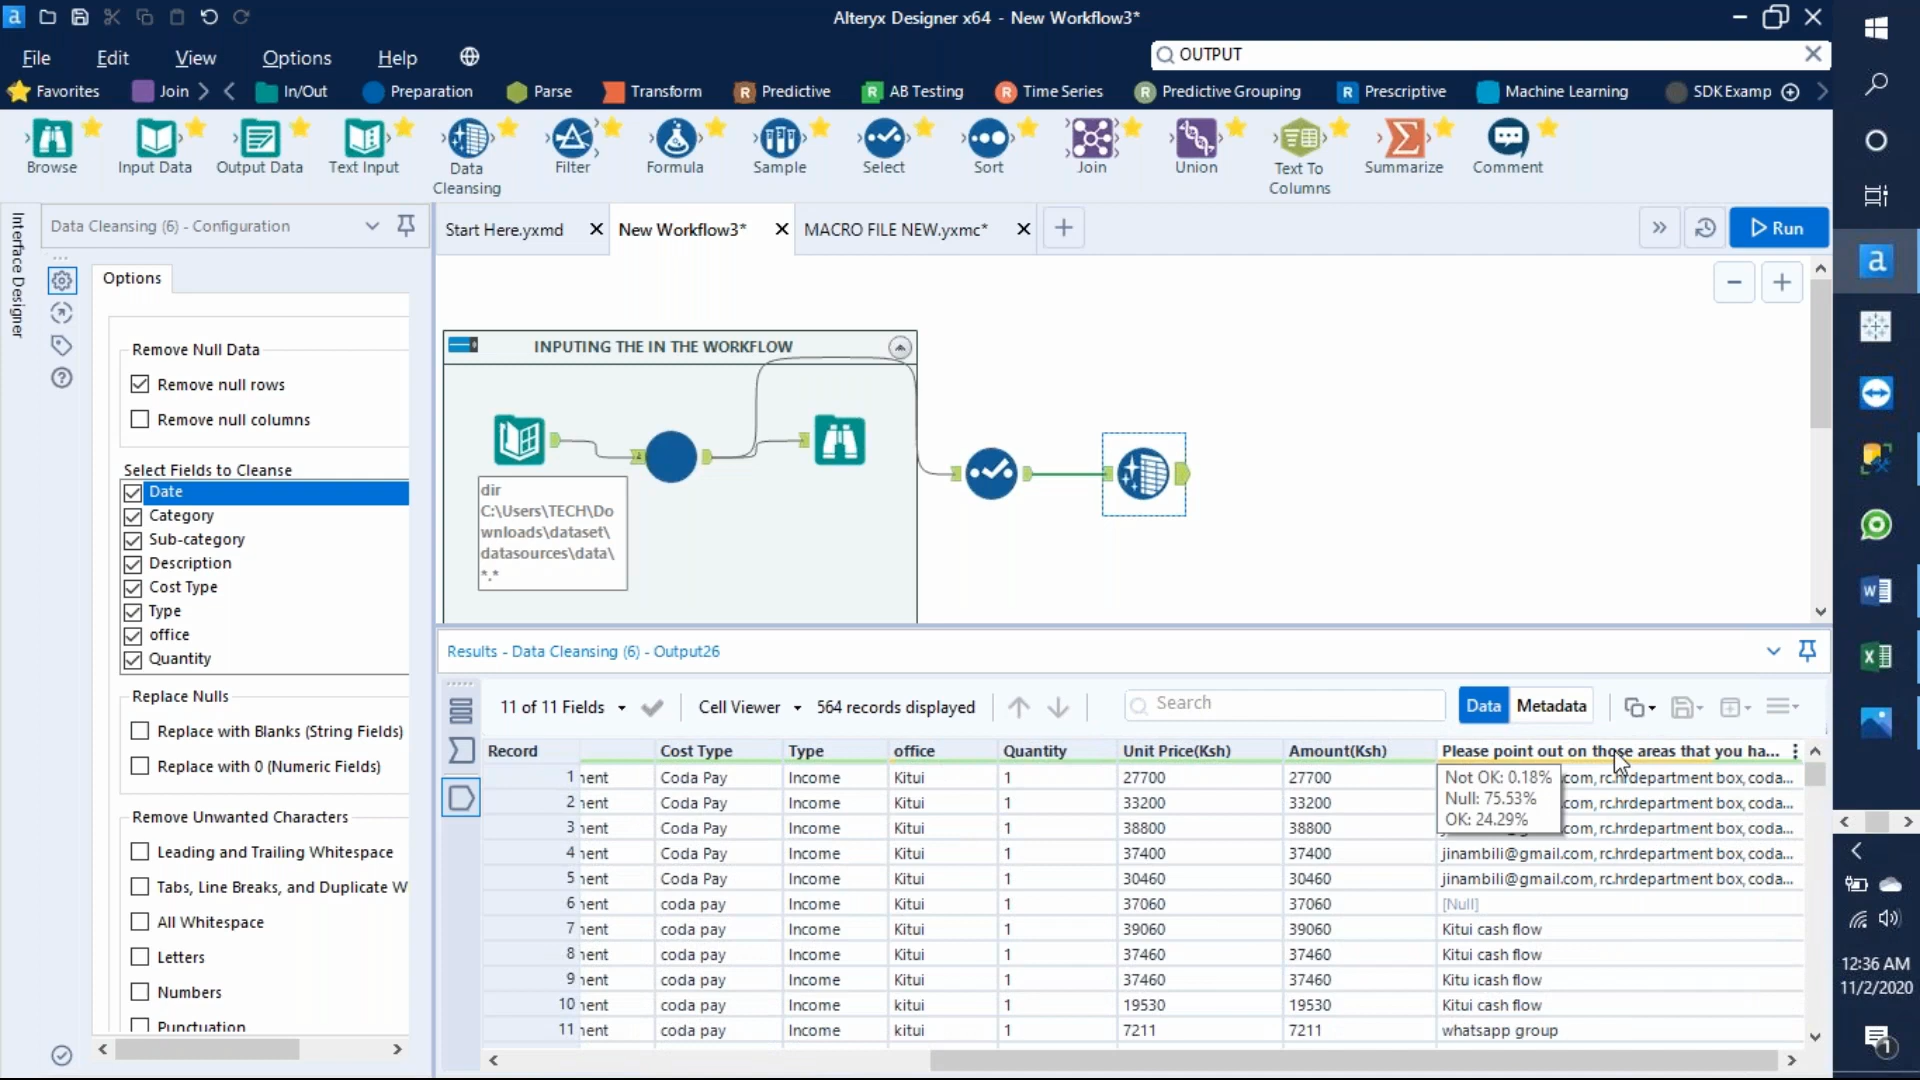 Alteryx Designer x64 - New Workflow3*
File Edit View Options Help
OUTPUT
Favorites Join In/Out Preparation Parse Transform Predictive AB Testing Time Series Predictive Grouping Prescriptive Machine Learning SDK Examp
Browse Input Data Output Data Text Input Data Cleansing Filter Formula Sample Select Sort Join Union Text To Columns Summarize Comment
Interface Designer
Data Cleansing (6) - Configuration
Start Here.yxmd New Workflow3* MACRO FILE NEW.yxmc* Run
Options
Remove Null Data
Remove null rows
Remove null columns
Select Fields to Cleanse
Date
Category
Sub-category
Description
Cost Type
Type
office
Quantity
Replace Nulls
Replace with Blanks (String Fields)
Replace with 0 (Numeric Fields)
Remove Unwanted Characters
Leading and Trailing Whitespace
Tabs, Line Breaks, and Duplicate W
All Whitespace
Letters
Numbers
Punctuation
INPUTING THE IN THE WORKFLOW
dir
C:\Users\TECH\Do
wnloads\dataset\
datasources\data\
*.*
Results - Data Cleansing (6) - Output26
11 of 11 Fields Cell Viewer 564 records displayed Search Data Metadata
Record Cost Type Type office Quantity Unit Price(Ksh) Amount(Ksh) Please point out on those areas that you ha...
1 nent Coda Pay Income Kitui 1 27700 27700 com, rc.hrdepartment box, coda...
2 nent Coda Pay Income Kitui 1 33200 33200 com, rc.hrdepartment box, coda...
3 nent Coda Pay Income Kitui 1 38800 38800 com, rc.hrdepartment box, coda...
4 nent Coda Pay Income Kitui 1 37400 37400 jinambili@gmail.com, rc.hrdepartment box, coda...
5 nent Coda Pay Income Kitui 1 30460 30460 jinambili@gmail.com, rc.hrdepartment box, coda...
6 nent coda pay Income Kitui 1 37060 37060 [Null]
7 nent coda pay Income Kitui 1 39060 39060 Kitui cash flow
8 nent coda pay Income Kitui 1 37460 37460 Kitui cash flow
9 nent coda pay Income Kitui 1 37460 37460 Kitu icash flow
10 nent coda pay Income kitui 1 19530 19530 Kitui cash flow
11 nent coda pay Income kitui 1 7211 7211 whatsapp group
Not OK: 0.18%
Null: 75.53%
OK: 24.29%
12:36 AM
11/2/2020
1